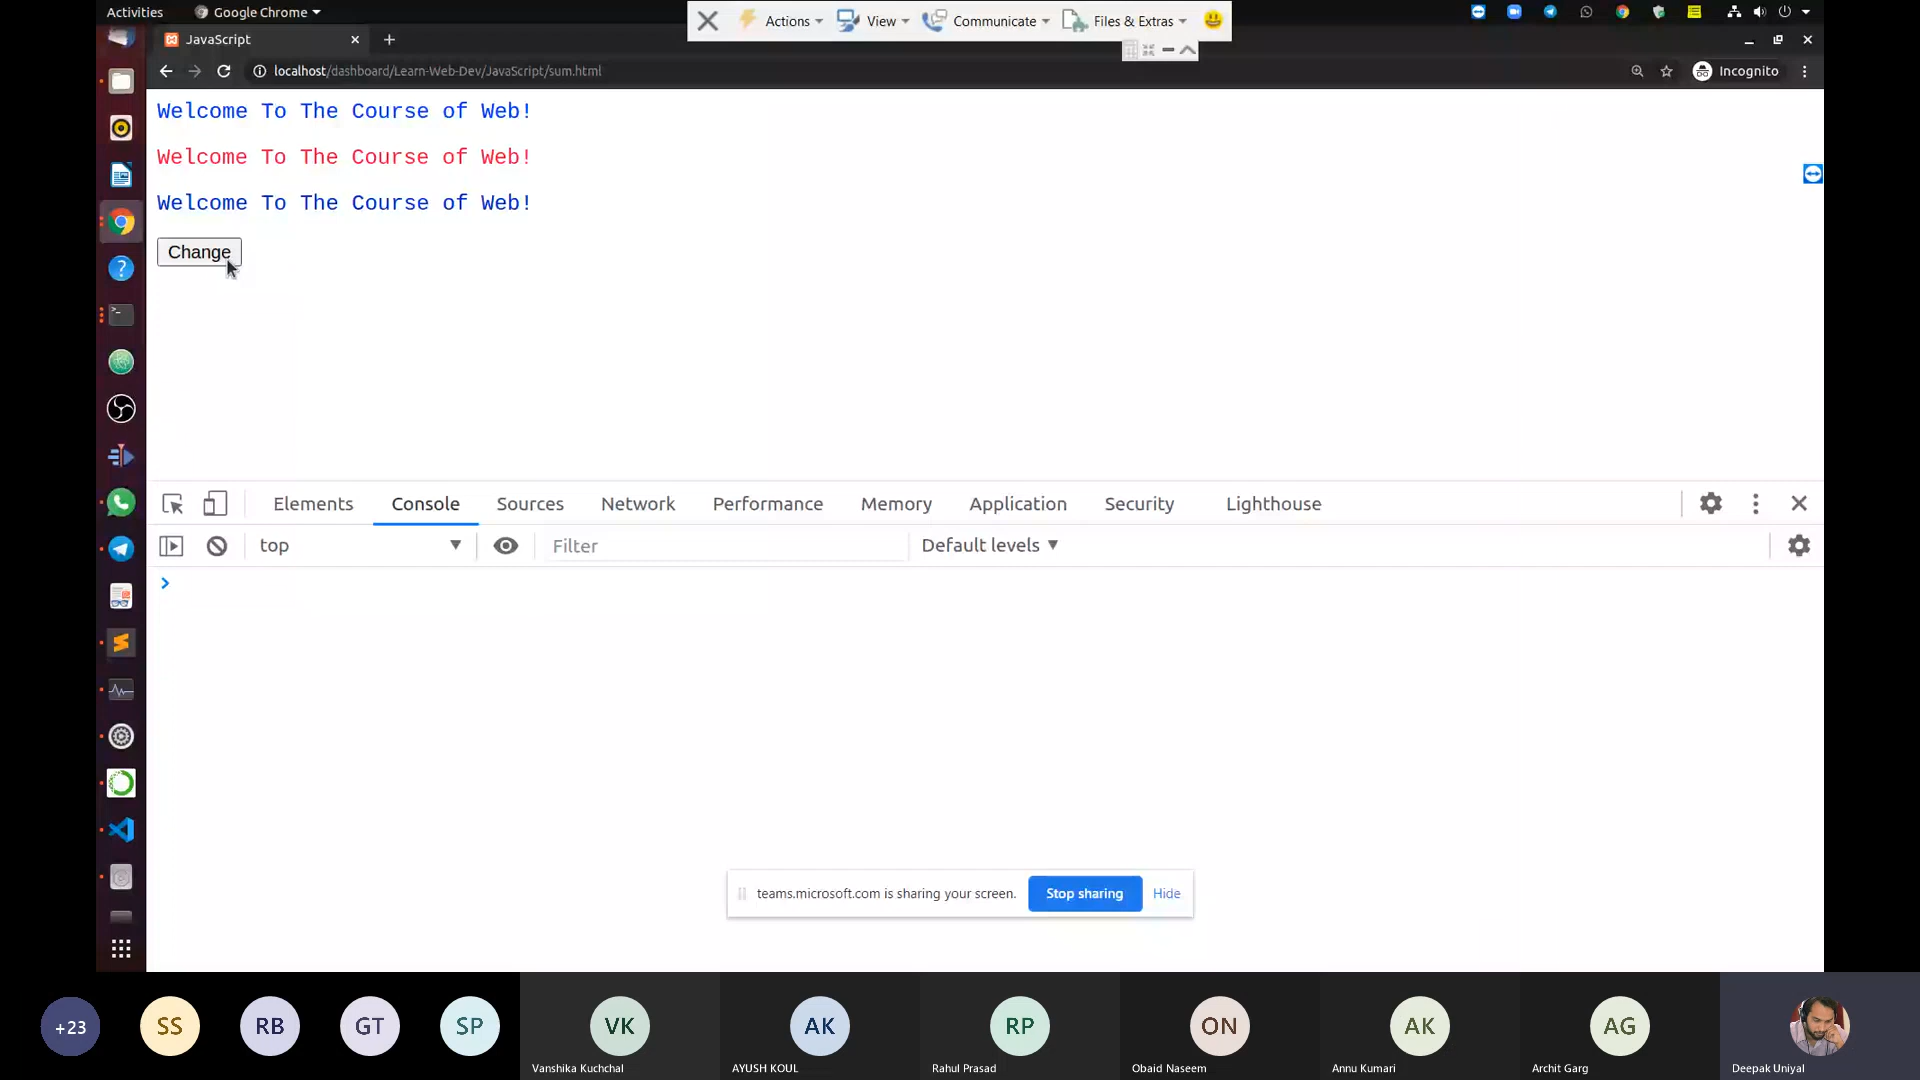 Activities
Google Chrome
Actions
View
Communicate
Files & Extras
JavaScript
localhost/dashboard/Learn-Web-Dev/JavaScript/sum.html
Incognito
Welcome To The Course of Web!
Welcome To The Course of Web!
Welcome To The Course of Web!
Change
Elements
Console
Sources
Network
Performance
Memory
Application
Security
Lighthouse
top
Filter
Default levels
teams.microsoft.com is sharing your screen.
Stop sharing
Hide
+23
SS
RB
GT
SP
VK
AK
RP
ON
AK
AG
Vanshika Kuchchal
AYUSH KOUL
Rahul Prasad
Obaid Naseem
Annu Kumari
Archit Garg
Deepak Uniyal